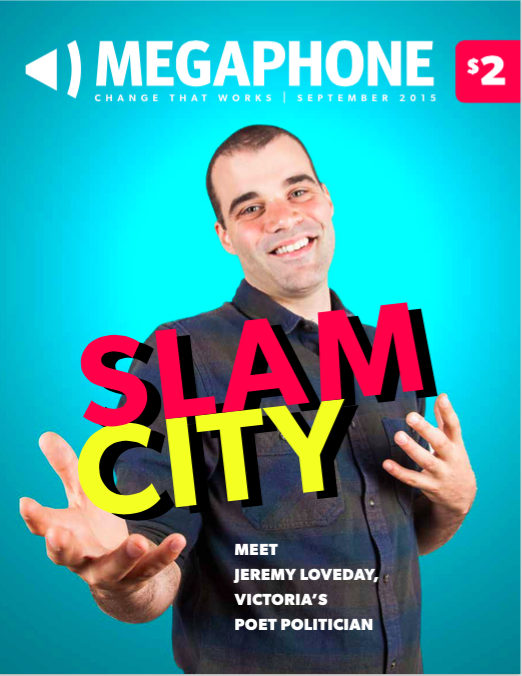 MEGAPHONE
$2
CHANGE THAT WORKS | SEPTEMBER 2015
SLAM
CITY
MEET
JEREMY LOVEDAY,
VICTORIA'S
POET POLITICIAN